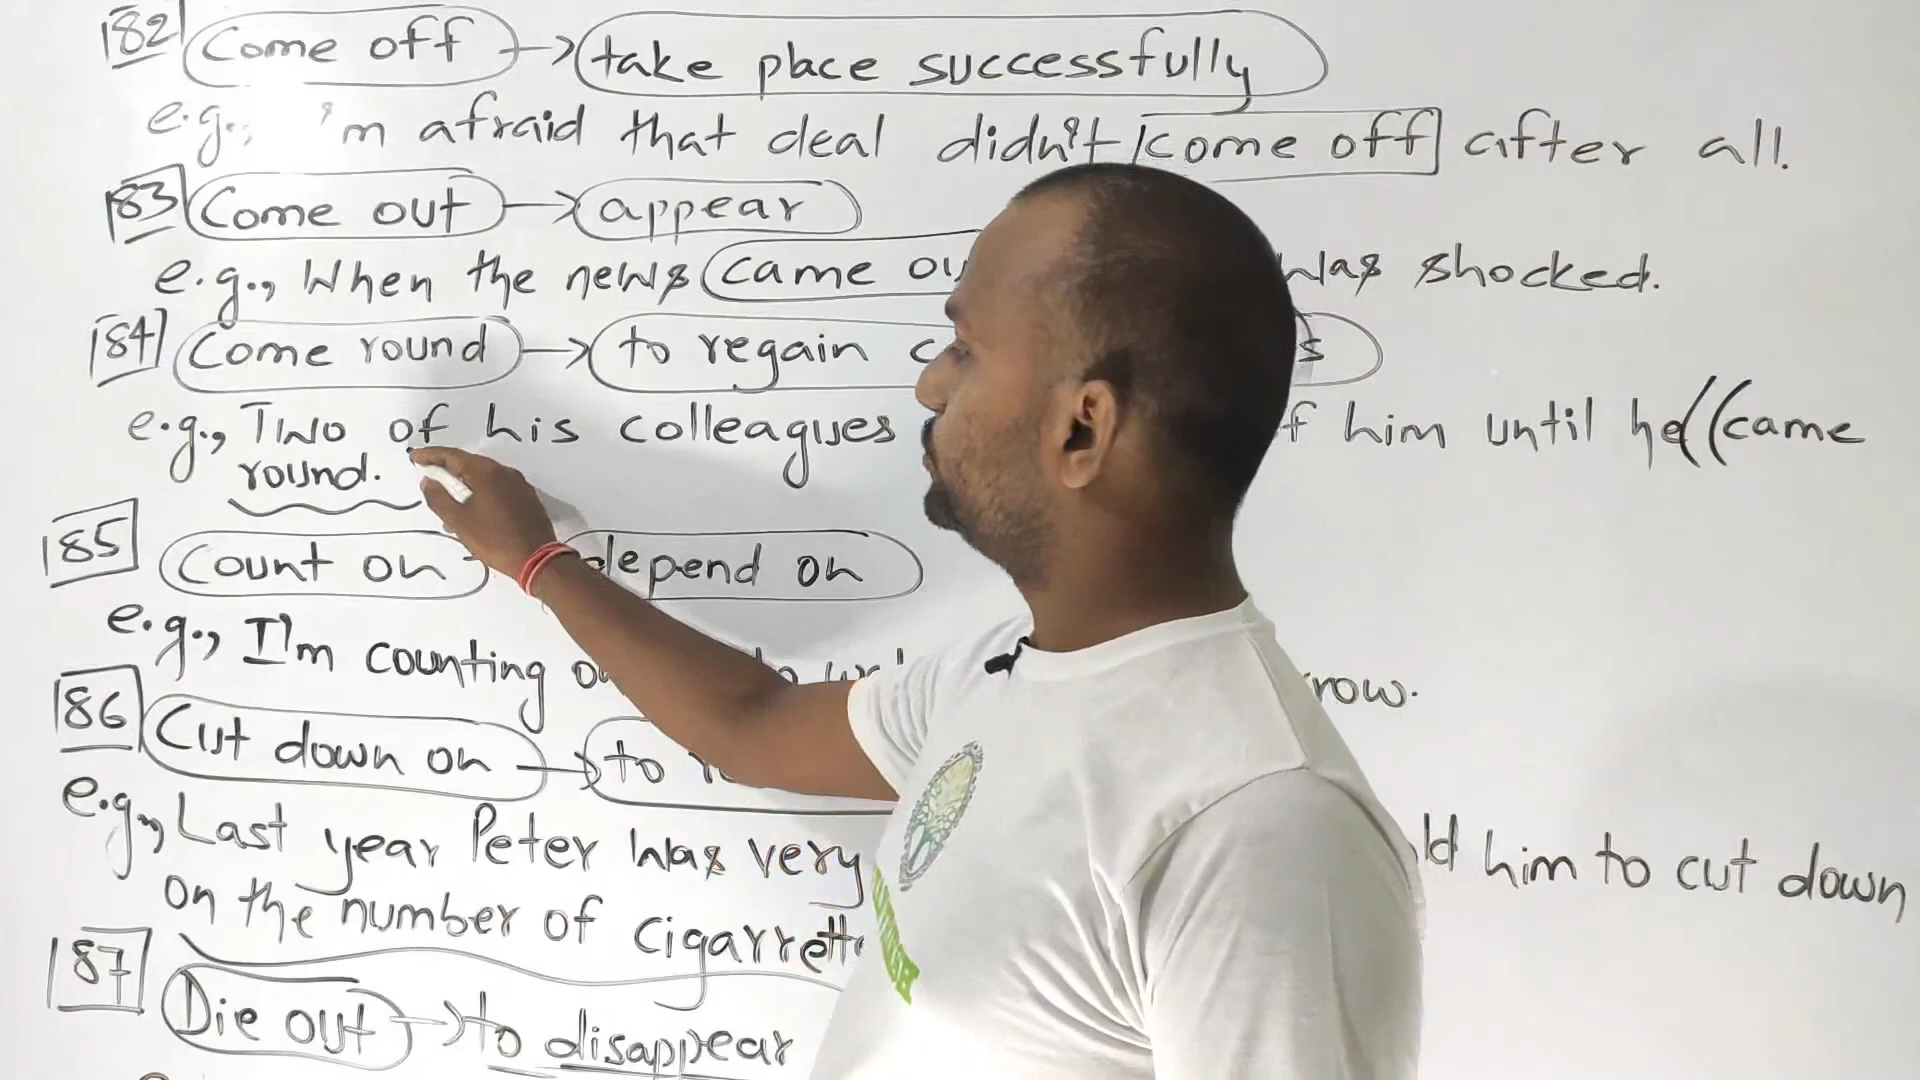 182 Come off → take place successfully
e.g., I'm afraid that deal didn't come off after all.
183 Come out → appear
e.g., When the news came ou was shocked.
184 Come round → to regain c s
e.g., Two of his colleagues f him until he came
round.
185 Count on depend on
e.g., I'm counting o to row.
186 Cut down on → to
e.g., Last year Peter was very ld him to cut down
on the number of cigarrett
187 Die out → to disappear